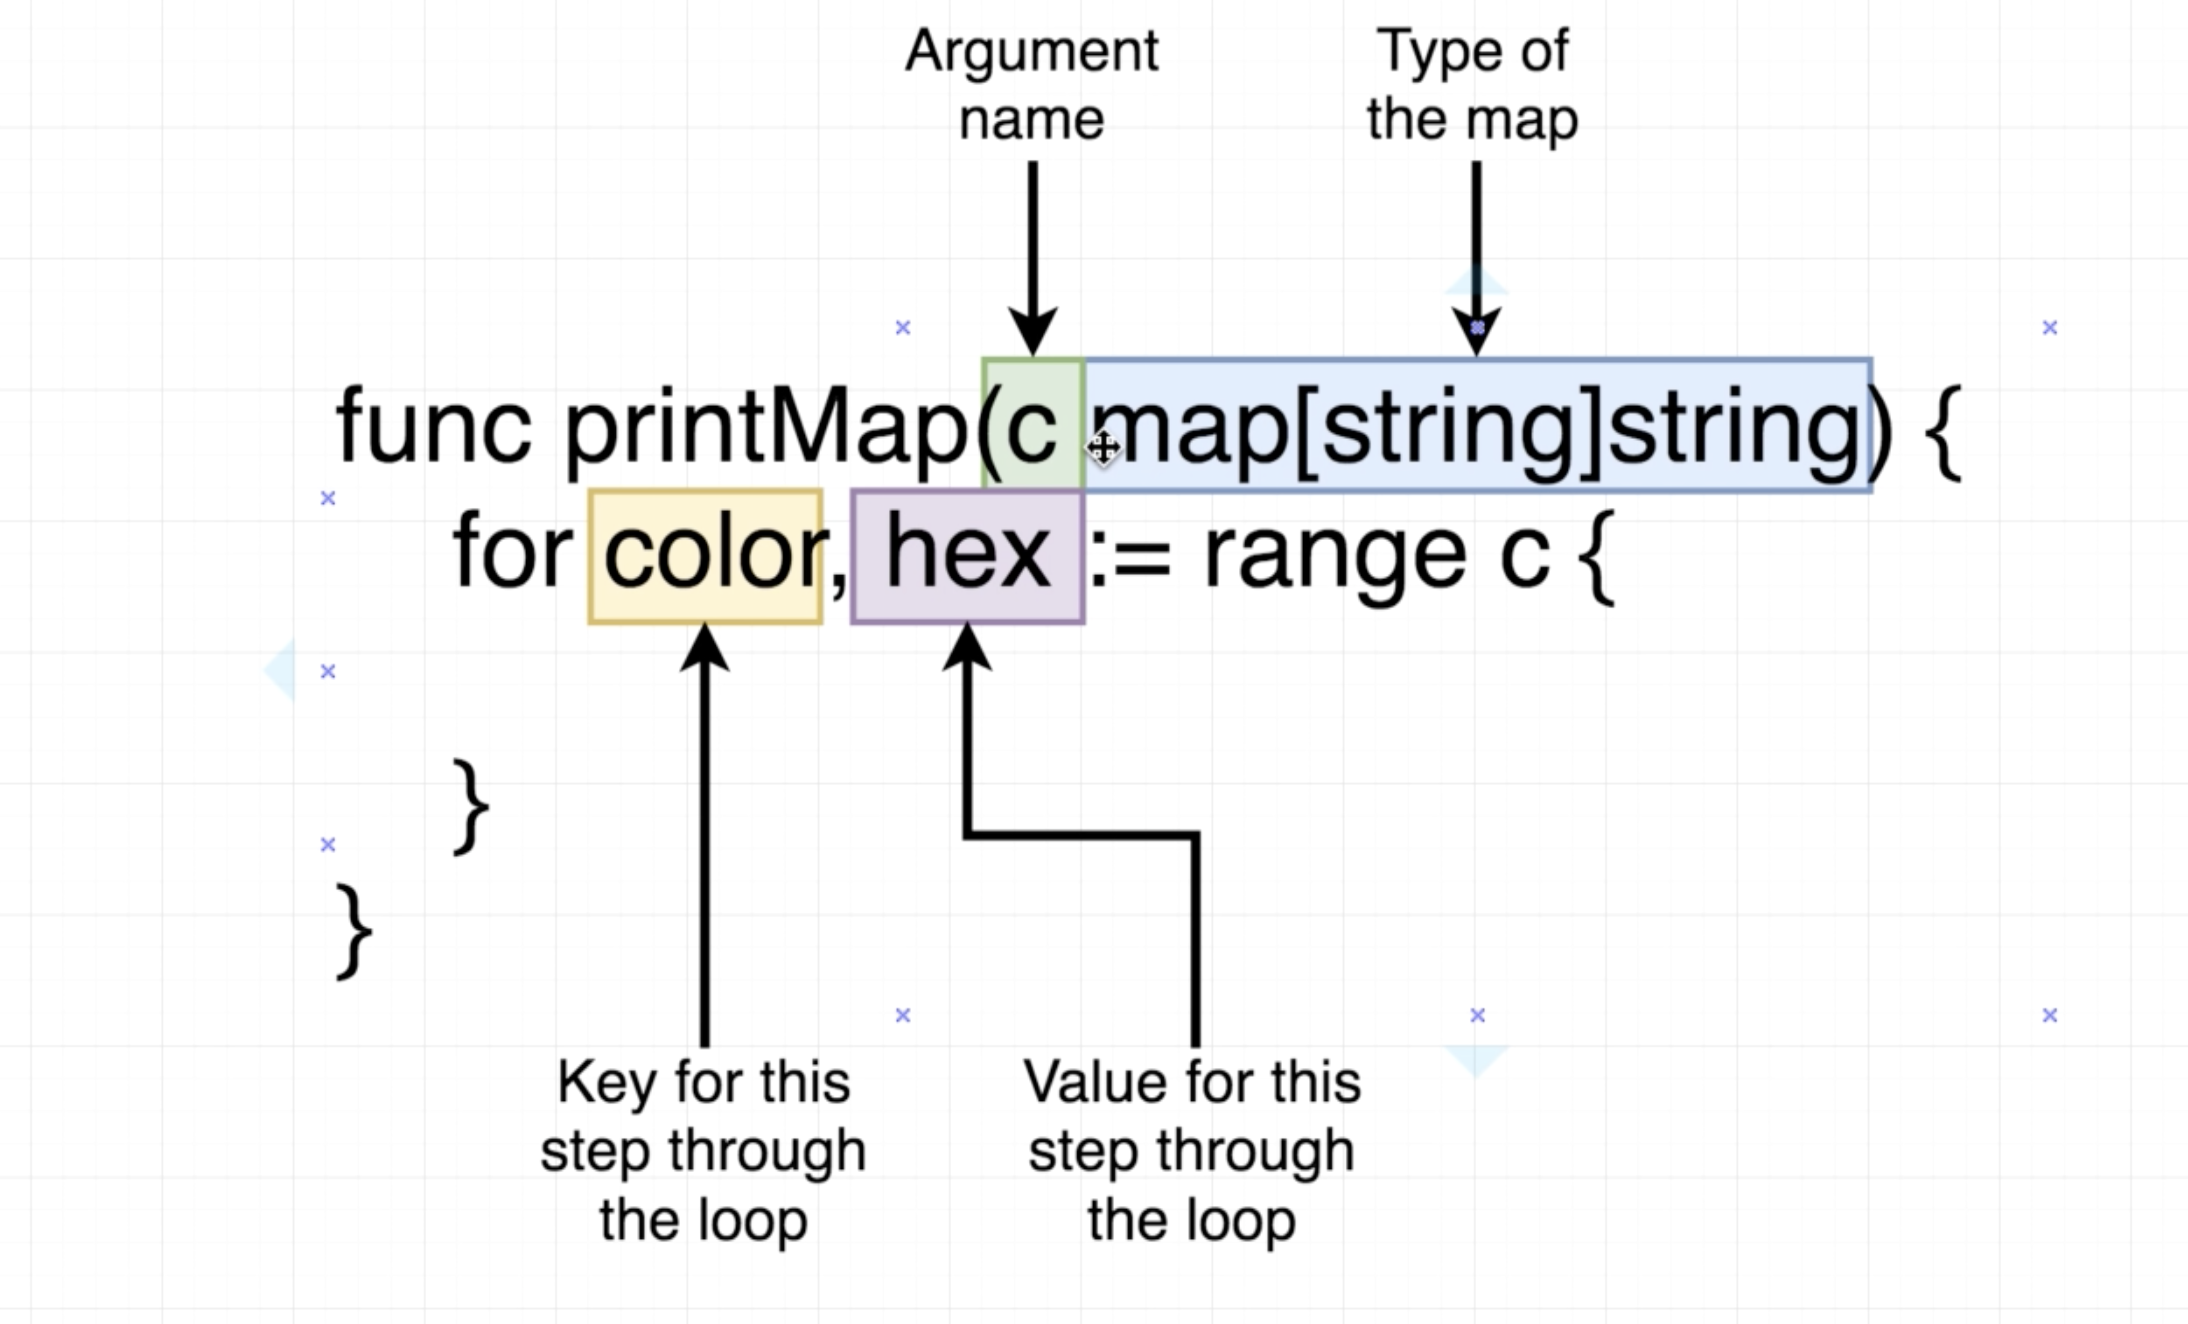 Argument
name
Type of
the map
func printMap(c map[string]string) {
for color, hex := range c {
}
}
Key for this
step through
the loop
Value for this
step through
the loop